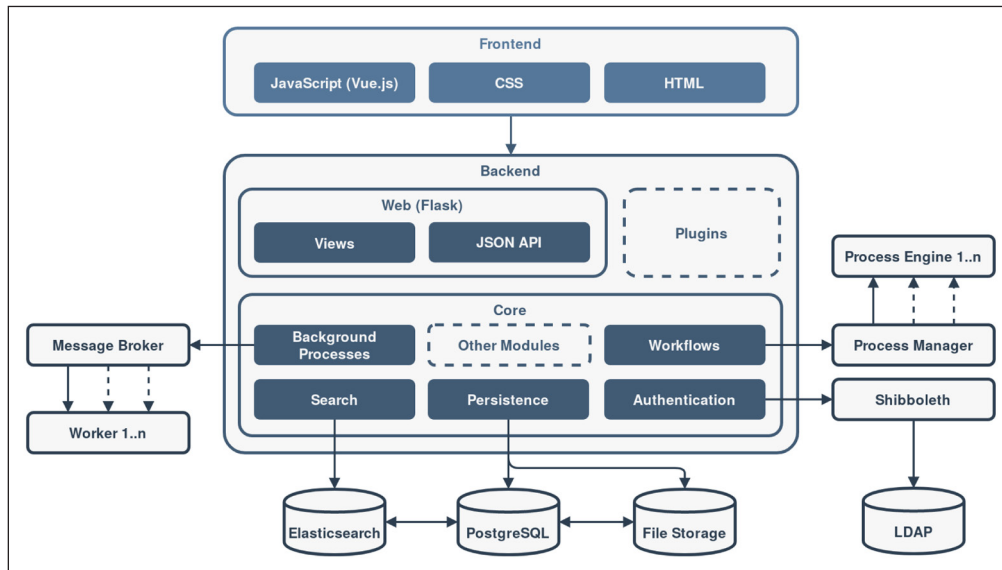 Frontend
JavaScript (Vue.js)
CSS
HTML
Backend
Web (Flask)
Views
JSON API
Plugins
Process Engine 1..n
Core
Message Broker
Background
Processes
Other Modules
Workflows
Process Manager
Search
Persistence
Authentication
Shibboleth
Worker 1..n
Elasticsearch
PostgreSQL
File Storage
LDAP